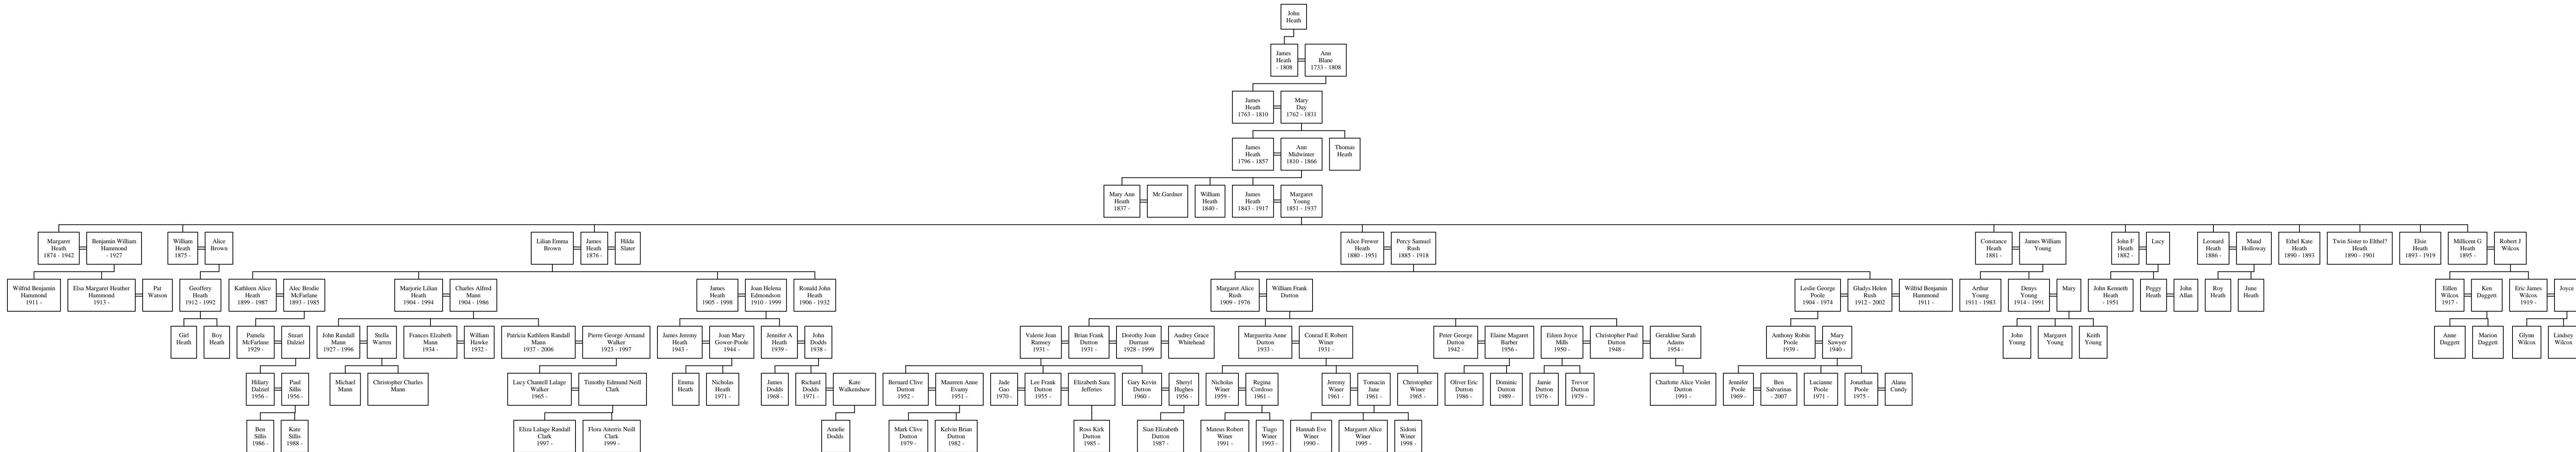 John
Heath
James
Heath
- 1808
Ann
Blane
1733 - 1808
James
Heath
1763 - 1810
Mary
Day
1762 - 1831
James
Heath
1796 - 1857
Ann
Midwinter
1810 - 1866
Thomas
Heath
Mary Ann
Heath
1837 -
Mr.Gardner
William
Heath
1840 -
James
Heath
1843 - 1917
Margaret
Young
1851 - 1937
Margaret
Heath
1874 - 1942
Benjamin William
Hammond
- 1927
William
Heath
1875 -
Alice
Brown
Lilian Emma
Brown
James
Heath
1876 -
Hilda
Slater
Alice Frewer
Heath
1880 - 1951
Percy Samuel
Rush
1885 - 1918
Constance
Heath
1881 -
James William
Young
John F
Heath
1882 -
Lucy
Leonard
Heath
1886 -
Maud
Holloway
Ethel Kate
Heath
1890 - 1893
Twin Sister to Elthel?
Heath
1890 - 1901
Elsie
Heath
1893 - 1919
Millicent G
Heath
1895 -
Robert J
Wilcox
Wilfrid Benjamin
Hammond
1911 -
Elsa Margaret Heather
Hammond
1913 -
Pat
Watson
Geoffery
Heath
1912 - 1992
Kathleen Alice
Heath
1899 - 1987
Alec Brodie
McFarlane
1893 - 1985
Marjorie Lilian
Heath
1904 - 1994
Charles Alfred
Mann
1904 - 1986
James
Heath
1905 - 1998
Joan Helena
Edmondson
1910 - 1999
Ronald John
Heath
1906 - 1932
Margaret Alice
Rush
1909 - 1976
William Frank
Dutton
Leslie George
Poole
1904 - 1974
Gladys Helen
Rush
1912 - 2002
Wilfrid Benjamin
Hammond
1911 -
Arthur
Young
1911 - 1983
Denys
Young
1914 - 1991
Mary
John Kenneth
Heath
- 1951
Peggy
Heath
John
Allan
Roy
Heath
June
Heath
Eillen
Wilcox
1917 -
Ken
Daggett
Eric James
Wilcox
1919 -
Joyce
Girl
Heath
Boy
Heath
Pamela
McFarlane
1929 -
Stuart
Dalziel
John Randall
Mann
1927 - 1996
Stella
Warren
Frances Elizabeth
Mann
1934 -
William
Hawke
1932 -
Patricia Kathleen Randall
Mann
1937 - 2006
Pierre George Armand
Walker
1923 - 1997
James Jeremy
Heath
1943 -
Joan Mary
Gower-Poole
1944 -
Jennifer A
Heath
1939 -
John
Dodds
1938 -
Valerie Jean
Ramsey
1931 -
Brian Frank
Dutton
1931 -
Dorothy Joan
Durrant
1928 - 1999
Audrey Grace
Whitehead
Marguerita Anne
Dutton
1933 -
Conrad E Robert
Winer
1931 -
Peter George
Dutton
1942 -
Elaine Magaret
Barber
1956 -
Eileen Joyce
Mills
1950 -
Christopher Paul
Dutton
1948 -
Geraldine Sarah
Adams
1954 -
Anthony Robin
Poole
1939 -
Mary
Sawyer
1940 -
John
Young
Margaret
Young
Keith
Young
Anne
Daggett
Marion
Daggett
Glynn
Wilcox
Lindsey
Wilcox
Hiliary
Dalziel
1956 -
Paul
Sillis
1956 -
Michael
Mann
Christopher Charles
Mann
Lucy Chantell Lalage
Walker
1965 -
Timothy Edmund Neill
Clark
Emma
Heath
Nicholas
Heath
1971 -
James
Dodds
1968 -
Richard
Dodds
1971 -
Kate
Walkenshaw
Bernard Clive
Dutton
1952 -
Maureen Anne
Evamy
1951 -
Jade
Gao
1970 -
Lee Frank
Dutton
1955 -
Elizabeth Sara
Jefferies
Gary Kevin
Dutton
1960 -
Sheryl
Hughes
1956 -
Nicholas
Winer
1959 -
Regina
Cordoso
1961 -
Jeremy
Winer
1961 -
Tomacin
Jane
1961 -
Christopher
Winer
1965 -
Oliver Eric
Dutton
1986 -
Dominic
Dutton
1989 -
Jamie
Dutton
1976 -
Trevor
Dutton
1979 -
Charlotte Alice Violet
Dutton
1991 -
Jennifer
Poole
1969 -
Ben
Salvarinas
- 2007
Lucianne
Poole
1971 -
Jonathan
Poole
1975 -
Alana
Cundy
Ben
Sillis
1986 -
Kate
Sillis
1988 -
Eliza Lalage Randall
Clark
1997 -
Flora Aiterris Neill
Clark
1999 -
Amelie
Dodds
Mark Clive
Dutton
1979 -
Kelvin Brian
Dutton
1982 -
Ross Kirk
Dutton
1985 -
Sian Elizabeth
Dutton
1987 -
Mateus Robert
Winer
1991 -
Tiago
Winer
1993 -
Hannah Eve
Winer
1990 -
Margaret Alice
Winer
1995 -
Sidoni
Winer
1998 -